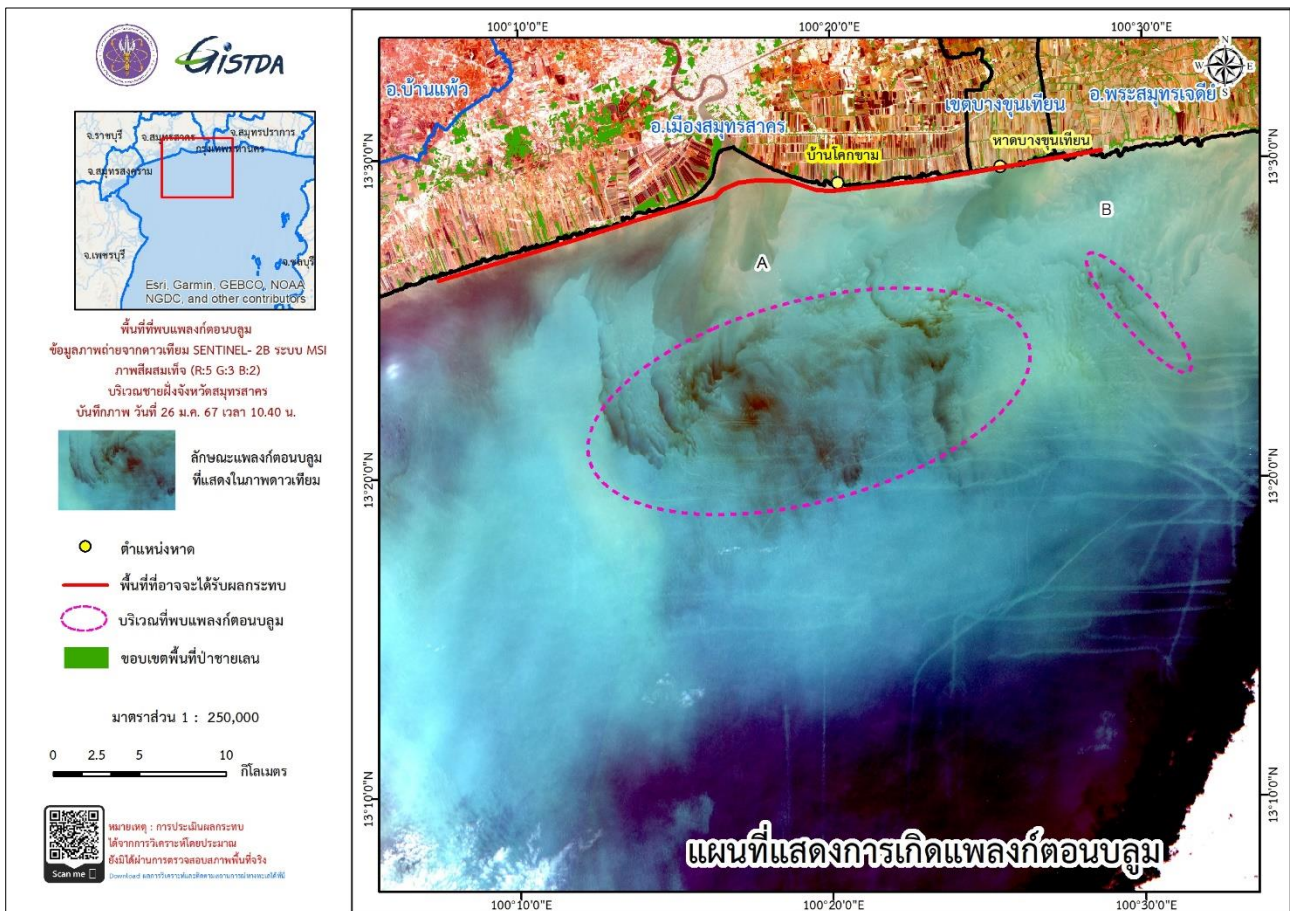 GISTDA
จ.ราชบุรี
จ.สมุทรสาคร
จ.สมุทรปราการ
กรุงเทพมหานคร
จ.สมุทรสงคราม
จ.เพชรบุรี
จ.ชลบุรี
Esri, Garmin, GEBCO, NOAA
NGDC, and other contributors
พื้นที่ที่พบแพลงก์ตอนบลูม
ข้อมูลภาพถ่ายจากดาวเทียม SENTINEL- 2B ระบบ MSI
ภาพสีผสมเท็จ (R:5 G:3 B:2)
บริเวณชายฝั่งจังหวัดสมุทรสาคร
บันทึกภาพ วันที่ 26 ม.ค. 67 เวลา 10.40 น.
ลักษณะแพลงก์ตอนบลูม
ที่แสดงในภาพดาวเทียม
ตำแหน่งหาด
พื้นที่ที่อาจจะได้รับผลกระทบ
บริเวณที่พบแพลงก์ตอนบลูม
ขอบเขตพื้นที่ป่าชายเลน
มาตราส่วน 1 : 250,000
0 2.5 5 10
กิโลเมตร
Scan me
หมายเหตุ : การประเมินผลกระทบ
ได้จากการวิเคราะห์โดยประมาณ
ยังมิได้ผ่านการตรวจสอบสภาพพื้นที่จริง
100°10'0"E 100°20'0"E 100°30'0"E
N
W E
S
อ.บ้านแพ้ว
อ.เมืองสมุทรสาคร
เขตบางขุนเทียน
อ.พระสมุทรเจดีย์
บ้านโคกขาม
หาดบางขุนเทียน
A
B
13°30'0"N 13°30'0"N
13°20'0"N 13°20'0"N
13°10'0"N 13°10'0"N
แผนที่แสดงการเกิดแพลงก์ตอนบลูม
100°10'0"E 100°20'0"E 100°30'0"E